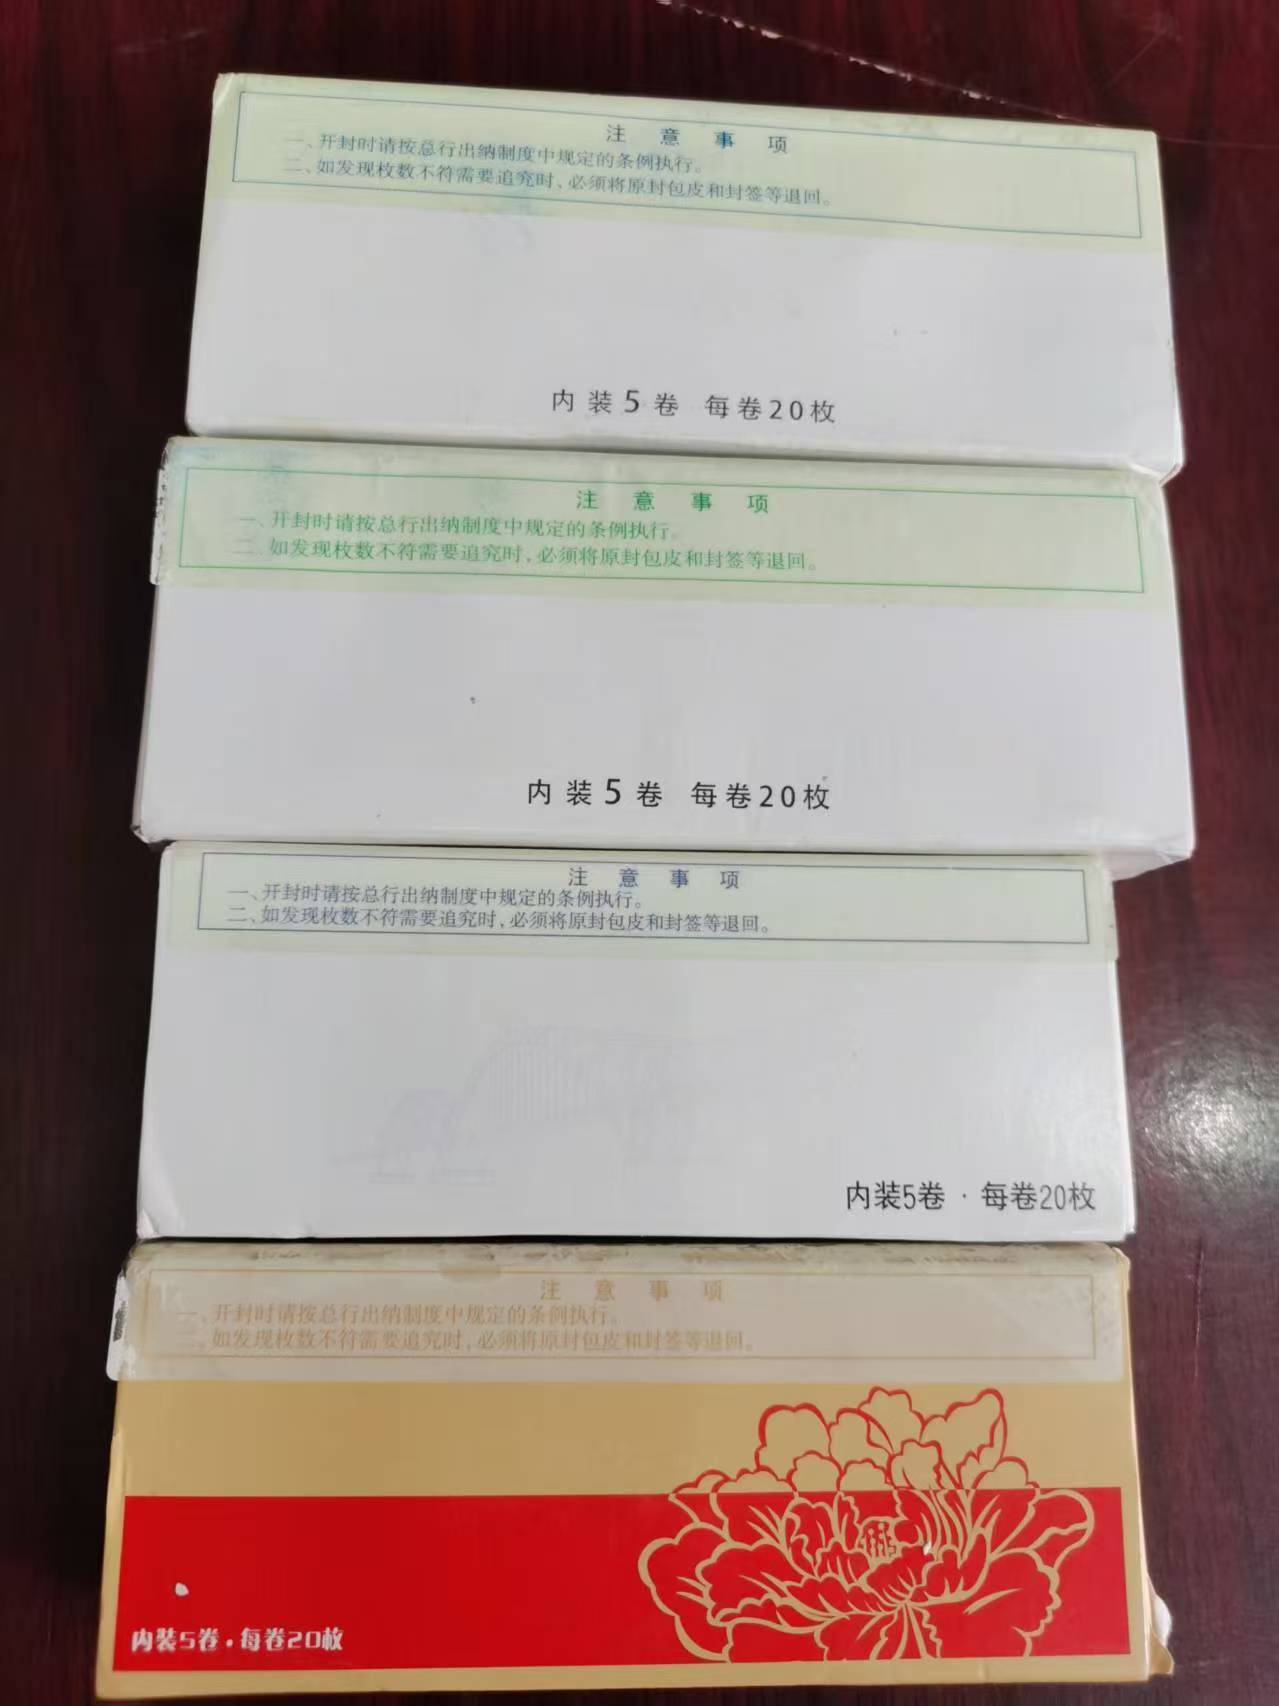 注意事项
一、开封时请按总行出纳制度中规定的条例执行。
二、如发现枚数不符需要追究时、必须将原封包皮和封签等退回。
内装5卷 每卷20枚
注意事项
一、开封时请按总行出纳制度中规定的条例执行。
二、如发现枚数不符需要追究时,必须将原封包皮和封签等退回。
内装5卷 每卷20枚
注意事项
一、开封时请按总行出纳制度中规定的条例执行。
二、如发现枚数不符需要追究时,必须将原封包皮和封签等退回。
内装5卷·每卷20枚
注意事项
一、开封时请按总行出纳制度中规定的条例执行。
二、如发现枚数不符需要追究时,必须将原封包皮和封签等退回。
内装5卷·每卷20枚